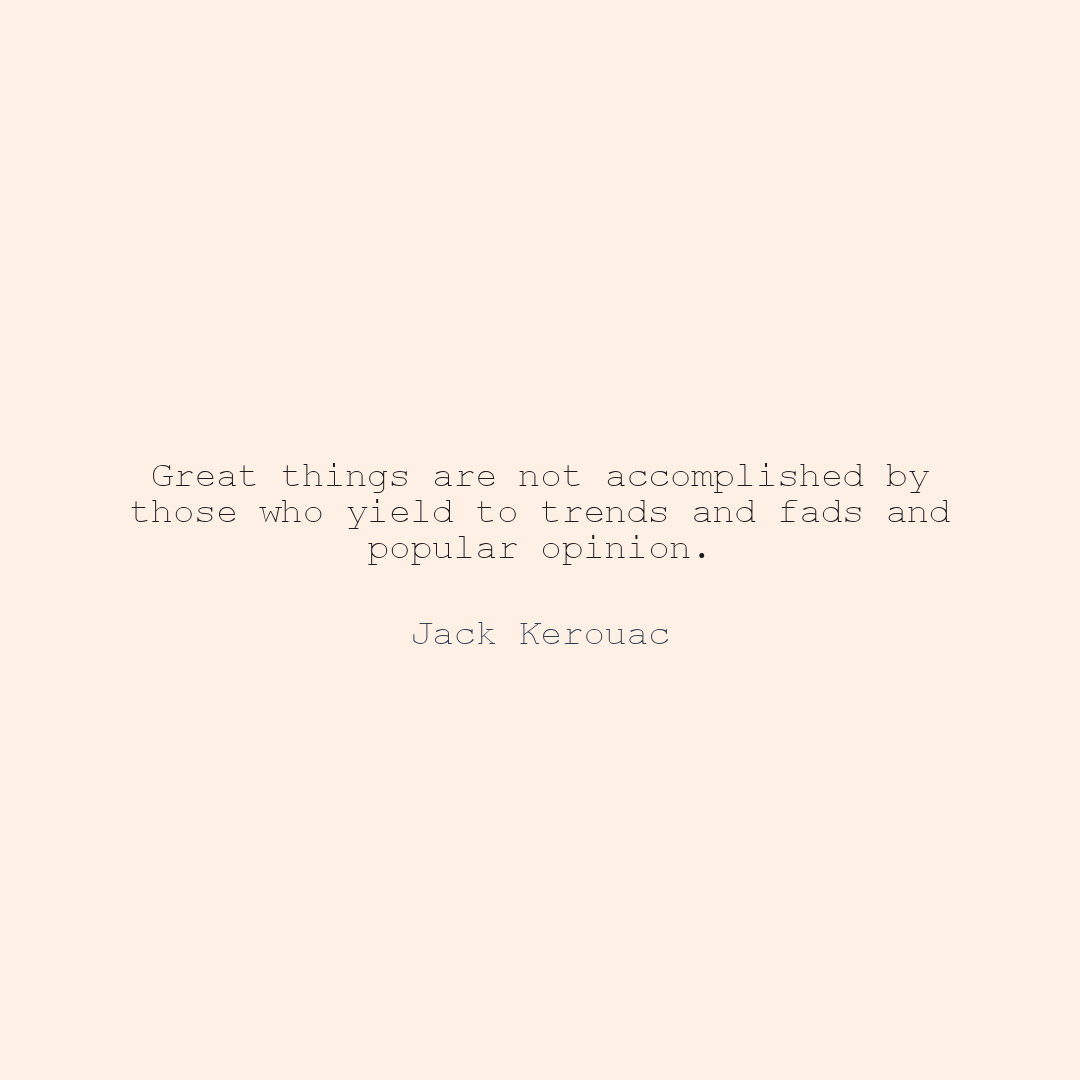 Great things are not accomplished by
those who yield to trends and fads and
popular opinion.
Jack Kerouac